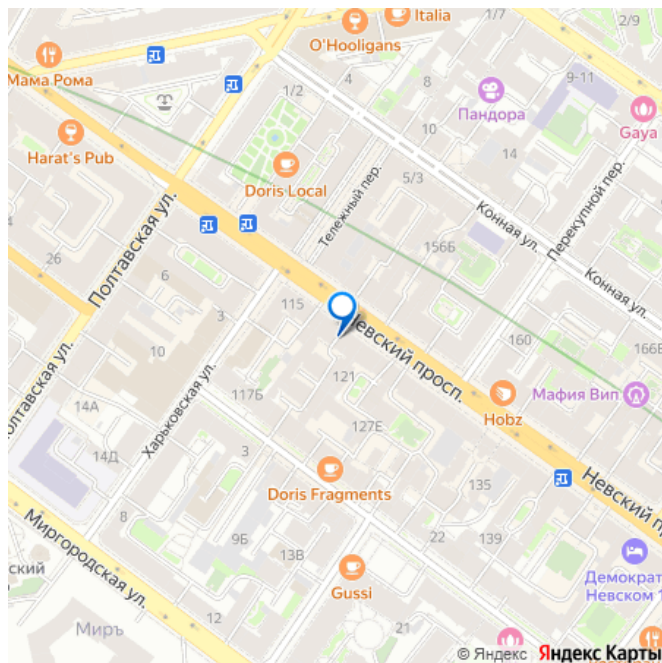 Italia
1/7
2/9
O'Hooligans
Мама Рома
4
8
9-11
1/2
Пандора
10
Gaya
Harat's Pub
14
Doris Local
Тележный пер.
5/3
Перекупной пер.
Полтавская ул.
Конная ул.
26
156Б
6
Конная ул.
115
3
Невский просп.
160
10
166Б
121
Полтавская ул.
Харьковская ул.
117Б
Мафия Вип
14А
Hobz
127Е
14Д
3
Doris Fragments
135
Невский пр
8
Миргородская ул.
9Б
22
139
13В
Демократ
ский
Gussi
Невском 1
12
Миръ
21
© Яндекс Яндекс Карты